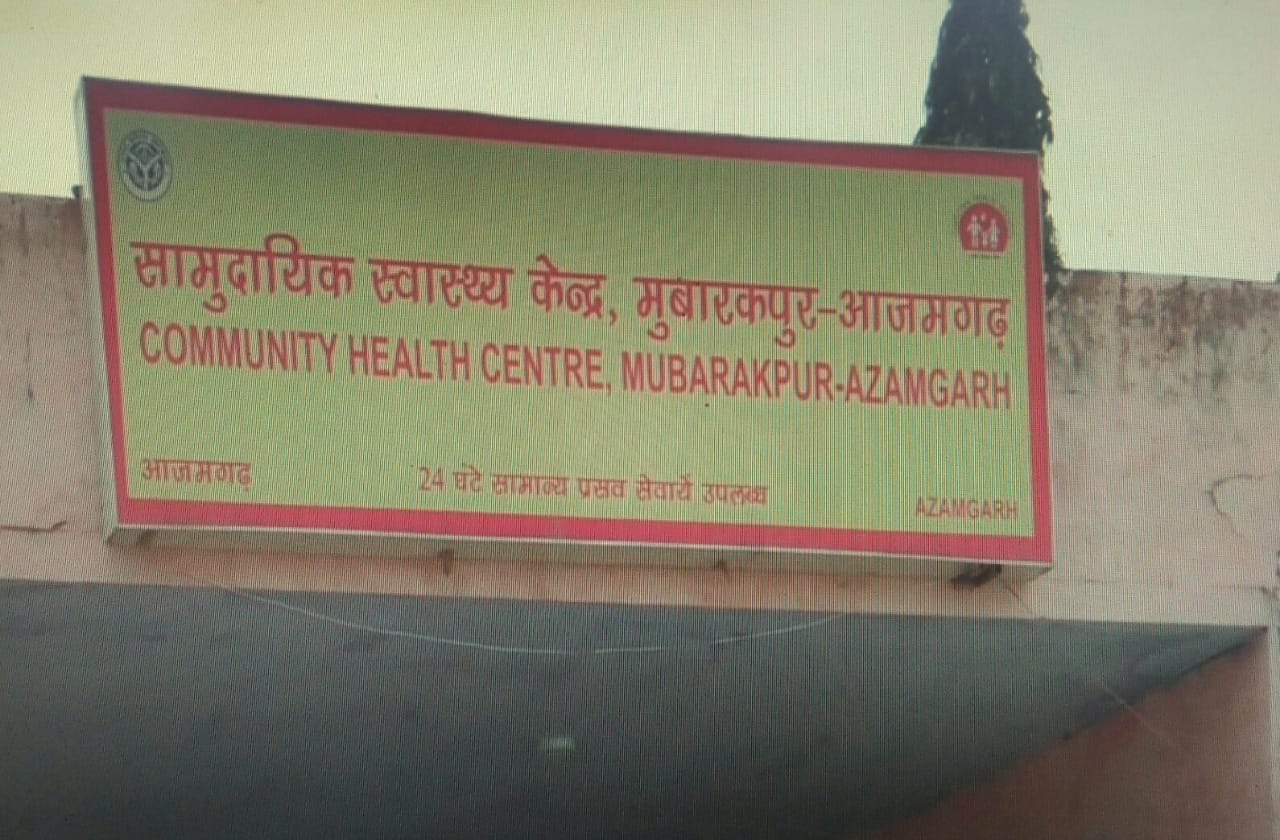 सामुदायिक स्वास्थ्य केन्द्र, मुबारकपुर-आजमगढ़
COMMUNITY HEALTH CENTRE, MUBARAKPUR-AZAMGARH
आजमगढ़
24 घंटे सामान्य प्रसव सेवायें उपलब्ध
AZAMGARH